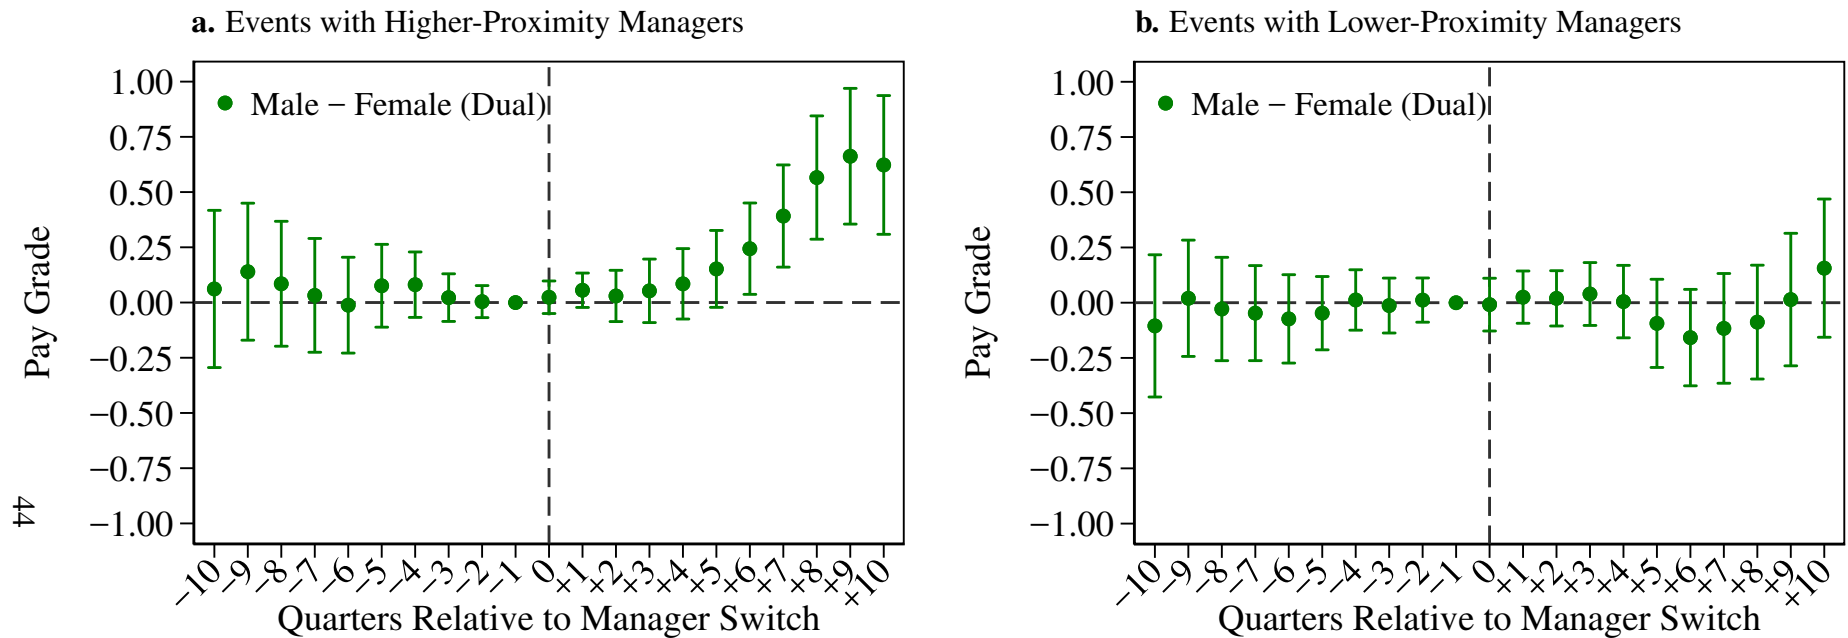 a. Events with Higher-Proximity Managers
1.00
0.75
0.50
0.25
0.00
−0.25
−0.50
−0.75
−1.00
Pay Grade
Male − Female (Dual)
−10 −9 −8 −7 −6 −5 −4 −3 −2 −1 0 +1 +2 +3 +4 +5 +6 +7 +8 +9 +10
Quarters Relative to Manager Switch
b. Events with Lower-Proximity Managers
1.00
0.75
0.50
0.25
0.00
−0.25
−0.50
−0.75
−1.00
Pay Grade
Male − Female (Dual)
−10 −9 −8 −7 −6 −5 −4 −3 −2 −1 0 +1 +2 +3 +4 +5 +6 +7 +8 +9 +10
Quarters Relative to Manager Switch
44